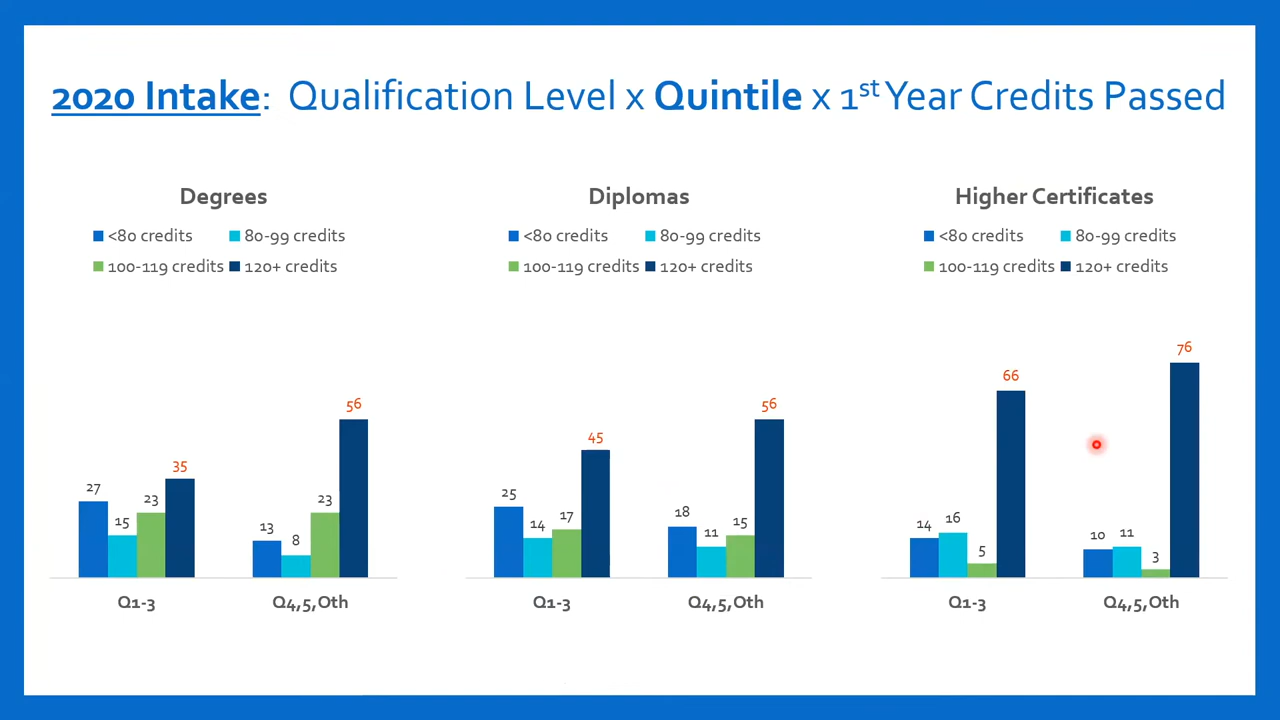 2020 Intake: Qualification Level x Quintile x 1st Year Credits Passed
Degrees
<80 credits 80-99 credits
100-119 credits 120+ credits
27 15 23 35
13 8 23 56
Q1-3 Q4,5,Oth
Diplomas
<80 credits 80-99 credits
100-119 credits 120+ credits
25 14 17 45
18 11 15 56
Q1-3 Q4,5,Oth
Higher Certificates
<80 credits 80-99 credits
100-119 credits 120+ credits
14 16 5 66
10 11 3 76
Q1-3 Q4,5,Oth